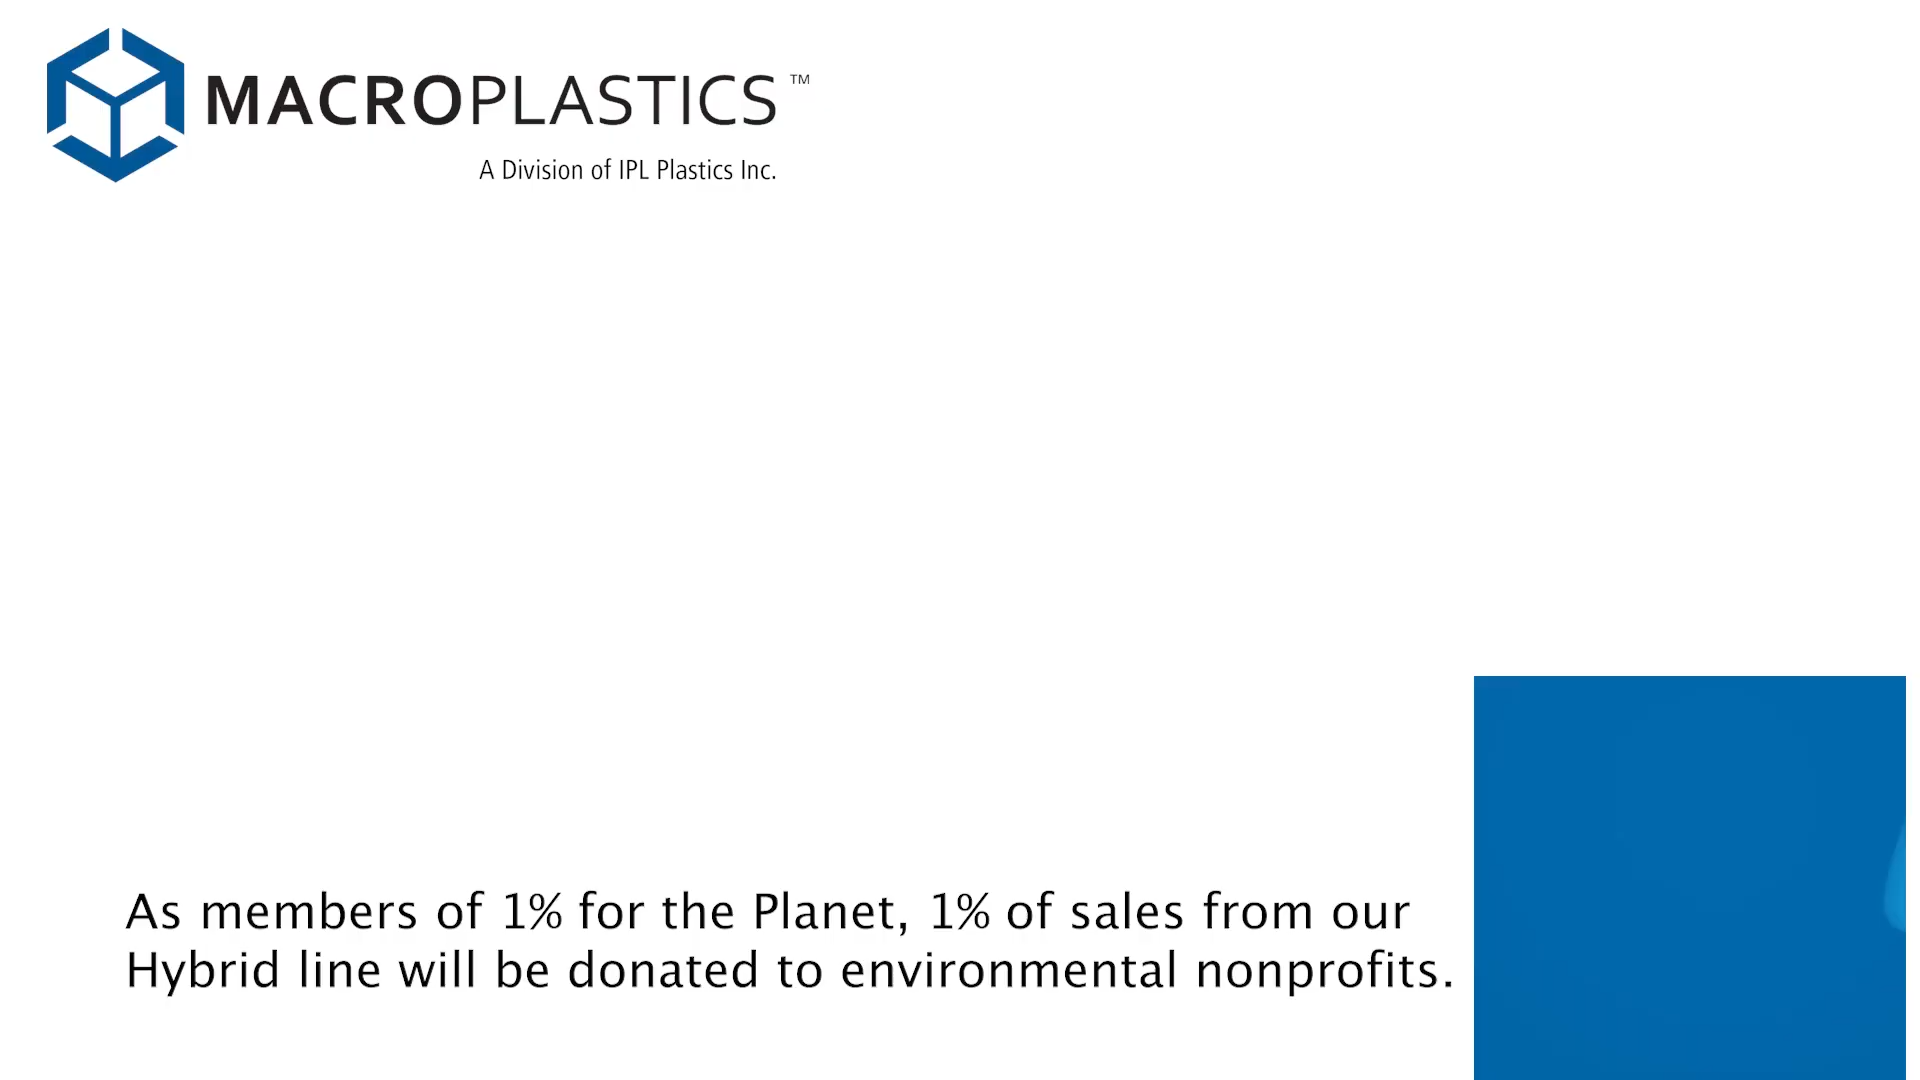 MACROPLASTICS™
A Division of IPL Plastics Inc.
As members of 1% for the Planet, 1% of sales from our
Hybrid line will be donated to environmental nonprofits.